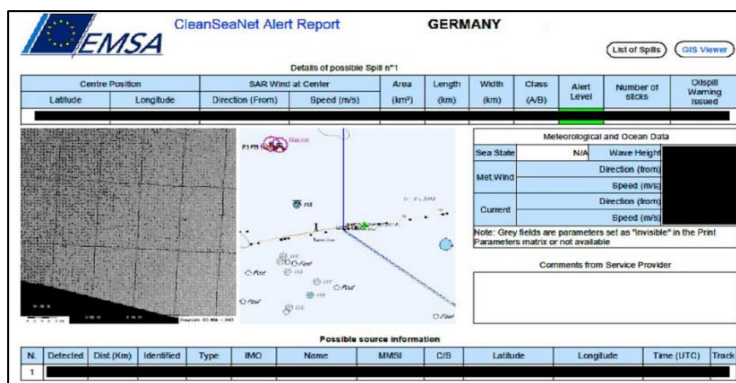 EMSA
CleanSeaNet Alert Report
GERMANY
List of Spills
GIS Viewer
Details of possible Spill n°1
Centre Position
SAR Wind at Center
Area
(km²)
Length
(km)
Width
(km)
Class
(A/B)
Alert
Level
Number of
slicks
Oilspill
Warning
Issued
Latitude
Longitude
Direction (From)
Speed (m/s)
Meteorological and Ocean Data
Sea State
N/A
Wave Height
Met.Wind
Direction (from)
Speed (m/s)
Current
Direction (from)
Speed (m/s)
Note: Grey fields are parameters set as "invisible" in the Print
Parameters matrix or not available
Comments from Service Provider
1
Possible source information
N.
Detected
Dist.(Km)
Identified
Type
IMO
Name
MMSI
C/S
Latitude
Longitude
Time (UTC)
Track
1